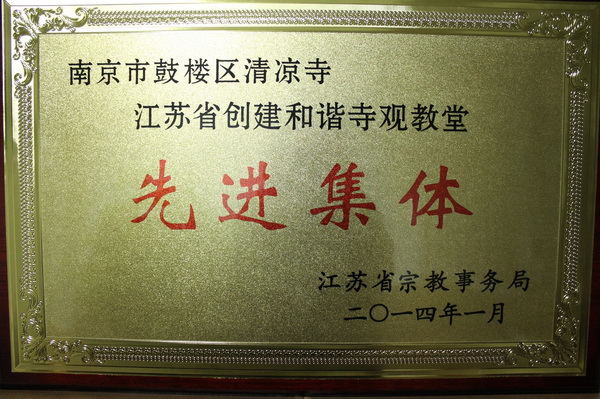 南京市鼓楼区清凉寺
江苏省创建和谐寺观教堂
先进集体
江苏省宗教事务局
二〇一四年一月